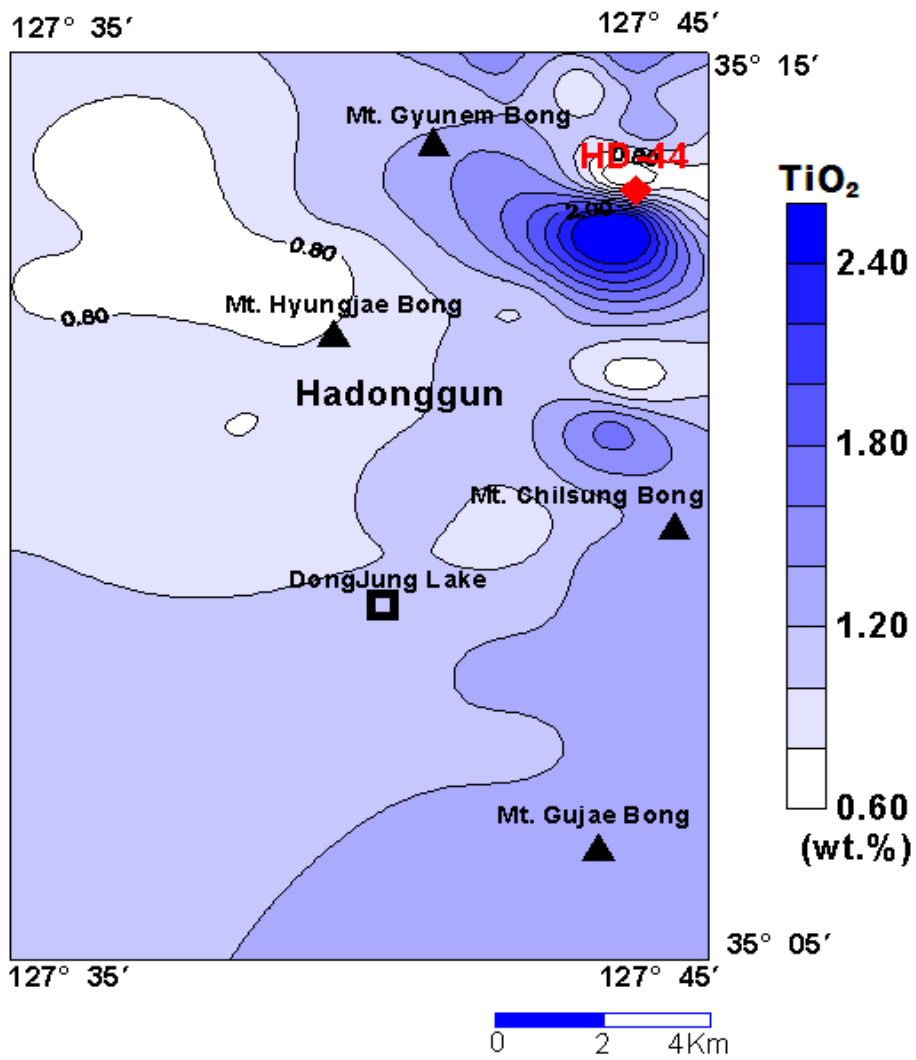 127° 35′ 127° 45′
35° 15′
Mt. Gyunem Bong
0.80
HD-44
TiO₂
2.00
0.80
2.40
Mt. Hyungjae Bong
0.80
Hadonggun
1.80
Mt. Chilsung Bong
DongJung Lake
1.20
0.60
Mt. Gujae Bong
(wt.%)
35° 05′
127° 35′ 127° 45′
0 2 4Km